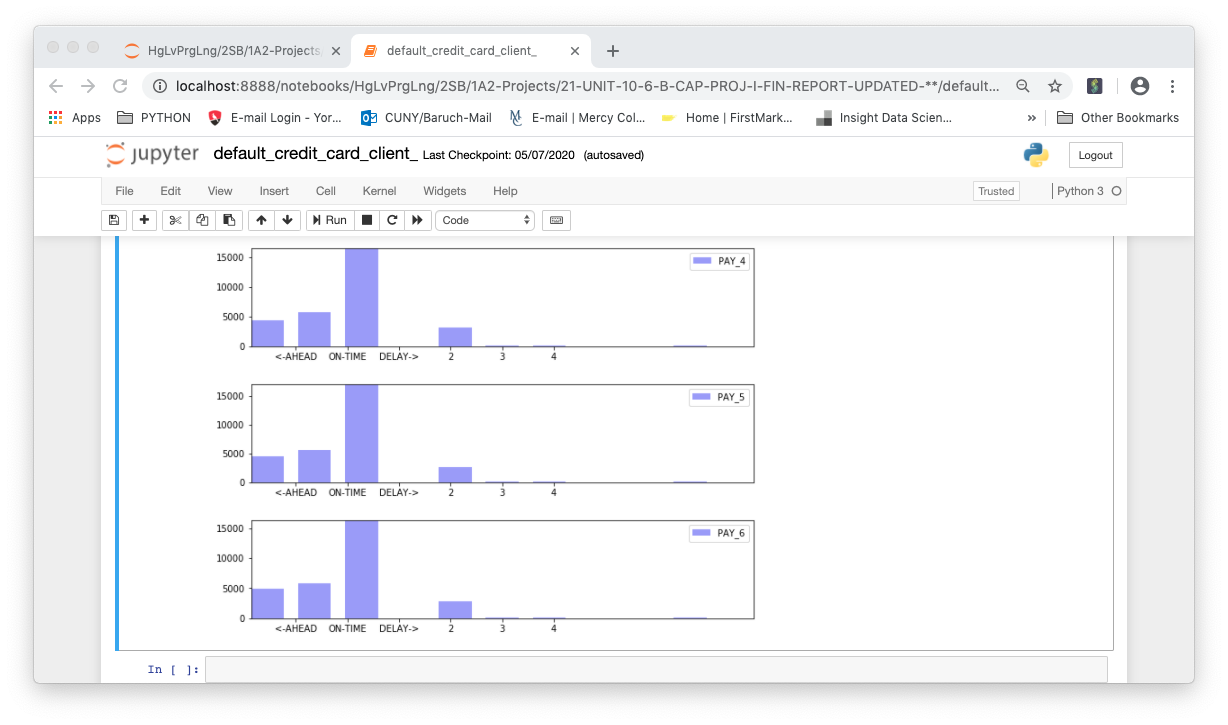 HgLvPrgLng/2SB/1A2-Projects/ default_credit_card_client_
localhost:8888/notebooks/HgLvPrgLng/2SB/1A2-Projects/21-UNIT-10-6-B-CAP-PROJ-I-FIN-REPORT-UPDATED-**/default...
Apps PYTHON E-mail Login - Yor... CUNY/Baruch-Mail E-mail | Mercy Col... Home | FirstMark... Insight Data Scien... » Other Bookmarks
jupyter default_credit_card_client_ Last Checkpoint: 05/07/2020 (autosaved) Logout
File Edit View Insert Cell Kernel Widgets Help Trusted Python 3
Run Code
15000 PAY_4
10000
5000
0
<-AHEAD ON-TIME DELAY-> 2 3 4
15000 PAY_5
10000
5000
0
<-AHEAD ON-TIME DELAY-> 2 3 4
15000 PAY_6
10000
5000
0
<-AHEAD ON-TIME DELAY-> 2 3 4
In [ ]: